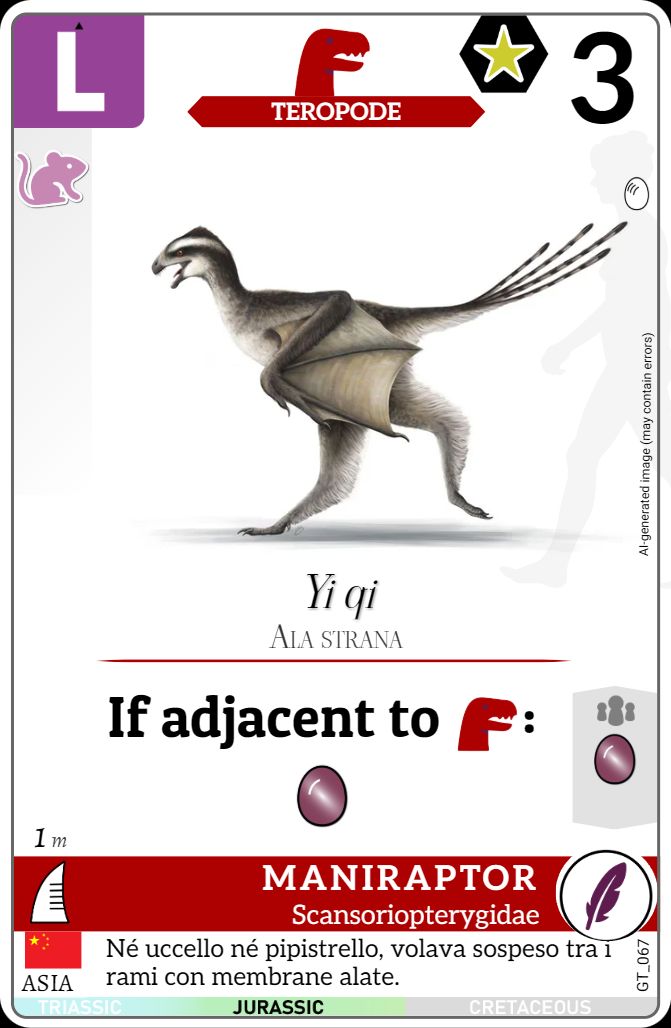 L
TEROPODE
3
AI-generated image (may contain errors)
Yi qi
ALA STRANA
If adjacent to :
1 m
MANIRAPTOR
Scansoriopterygidae
ASIA
Né uccello né pipistrello, volava sospeso tra i
rami con membrane alate.
GT_067
TRIASSIC JURASSIC CRETACEOUS